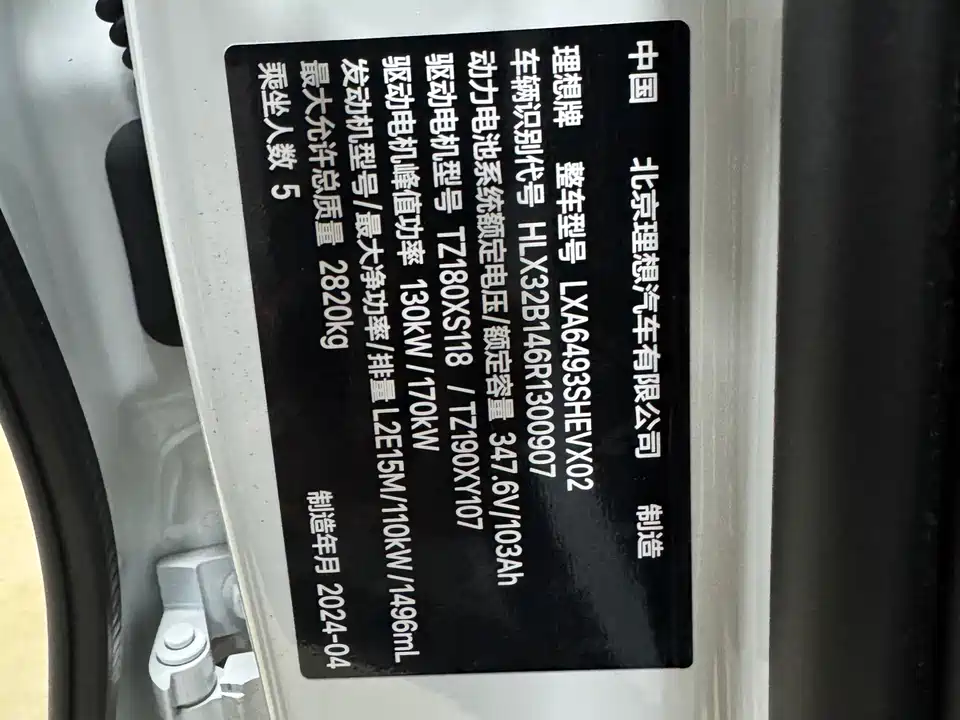 中国 北京理想汽车有限公司 制造
理想牌 整车型号 LXA6493SHEVX02
车辆识别代号 HLX32B146R1300907
动力电池系统额定电压/额定容量 347.6V/103Ah
驱动电机型号 TZ180XS118 / TZ190XY107
驱动电机峰值功率 130kW/170kW
发动机型号/最大净功率/排量 L2E15M/110kW/1496mL
最大允许总质量 2820kg 制造年月 2024-04
乘坐人数 5